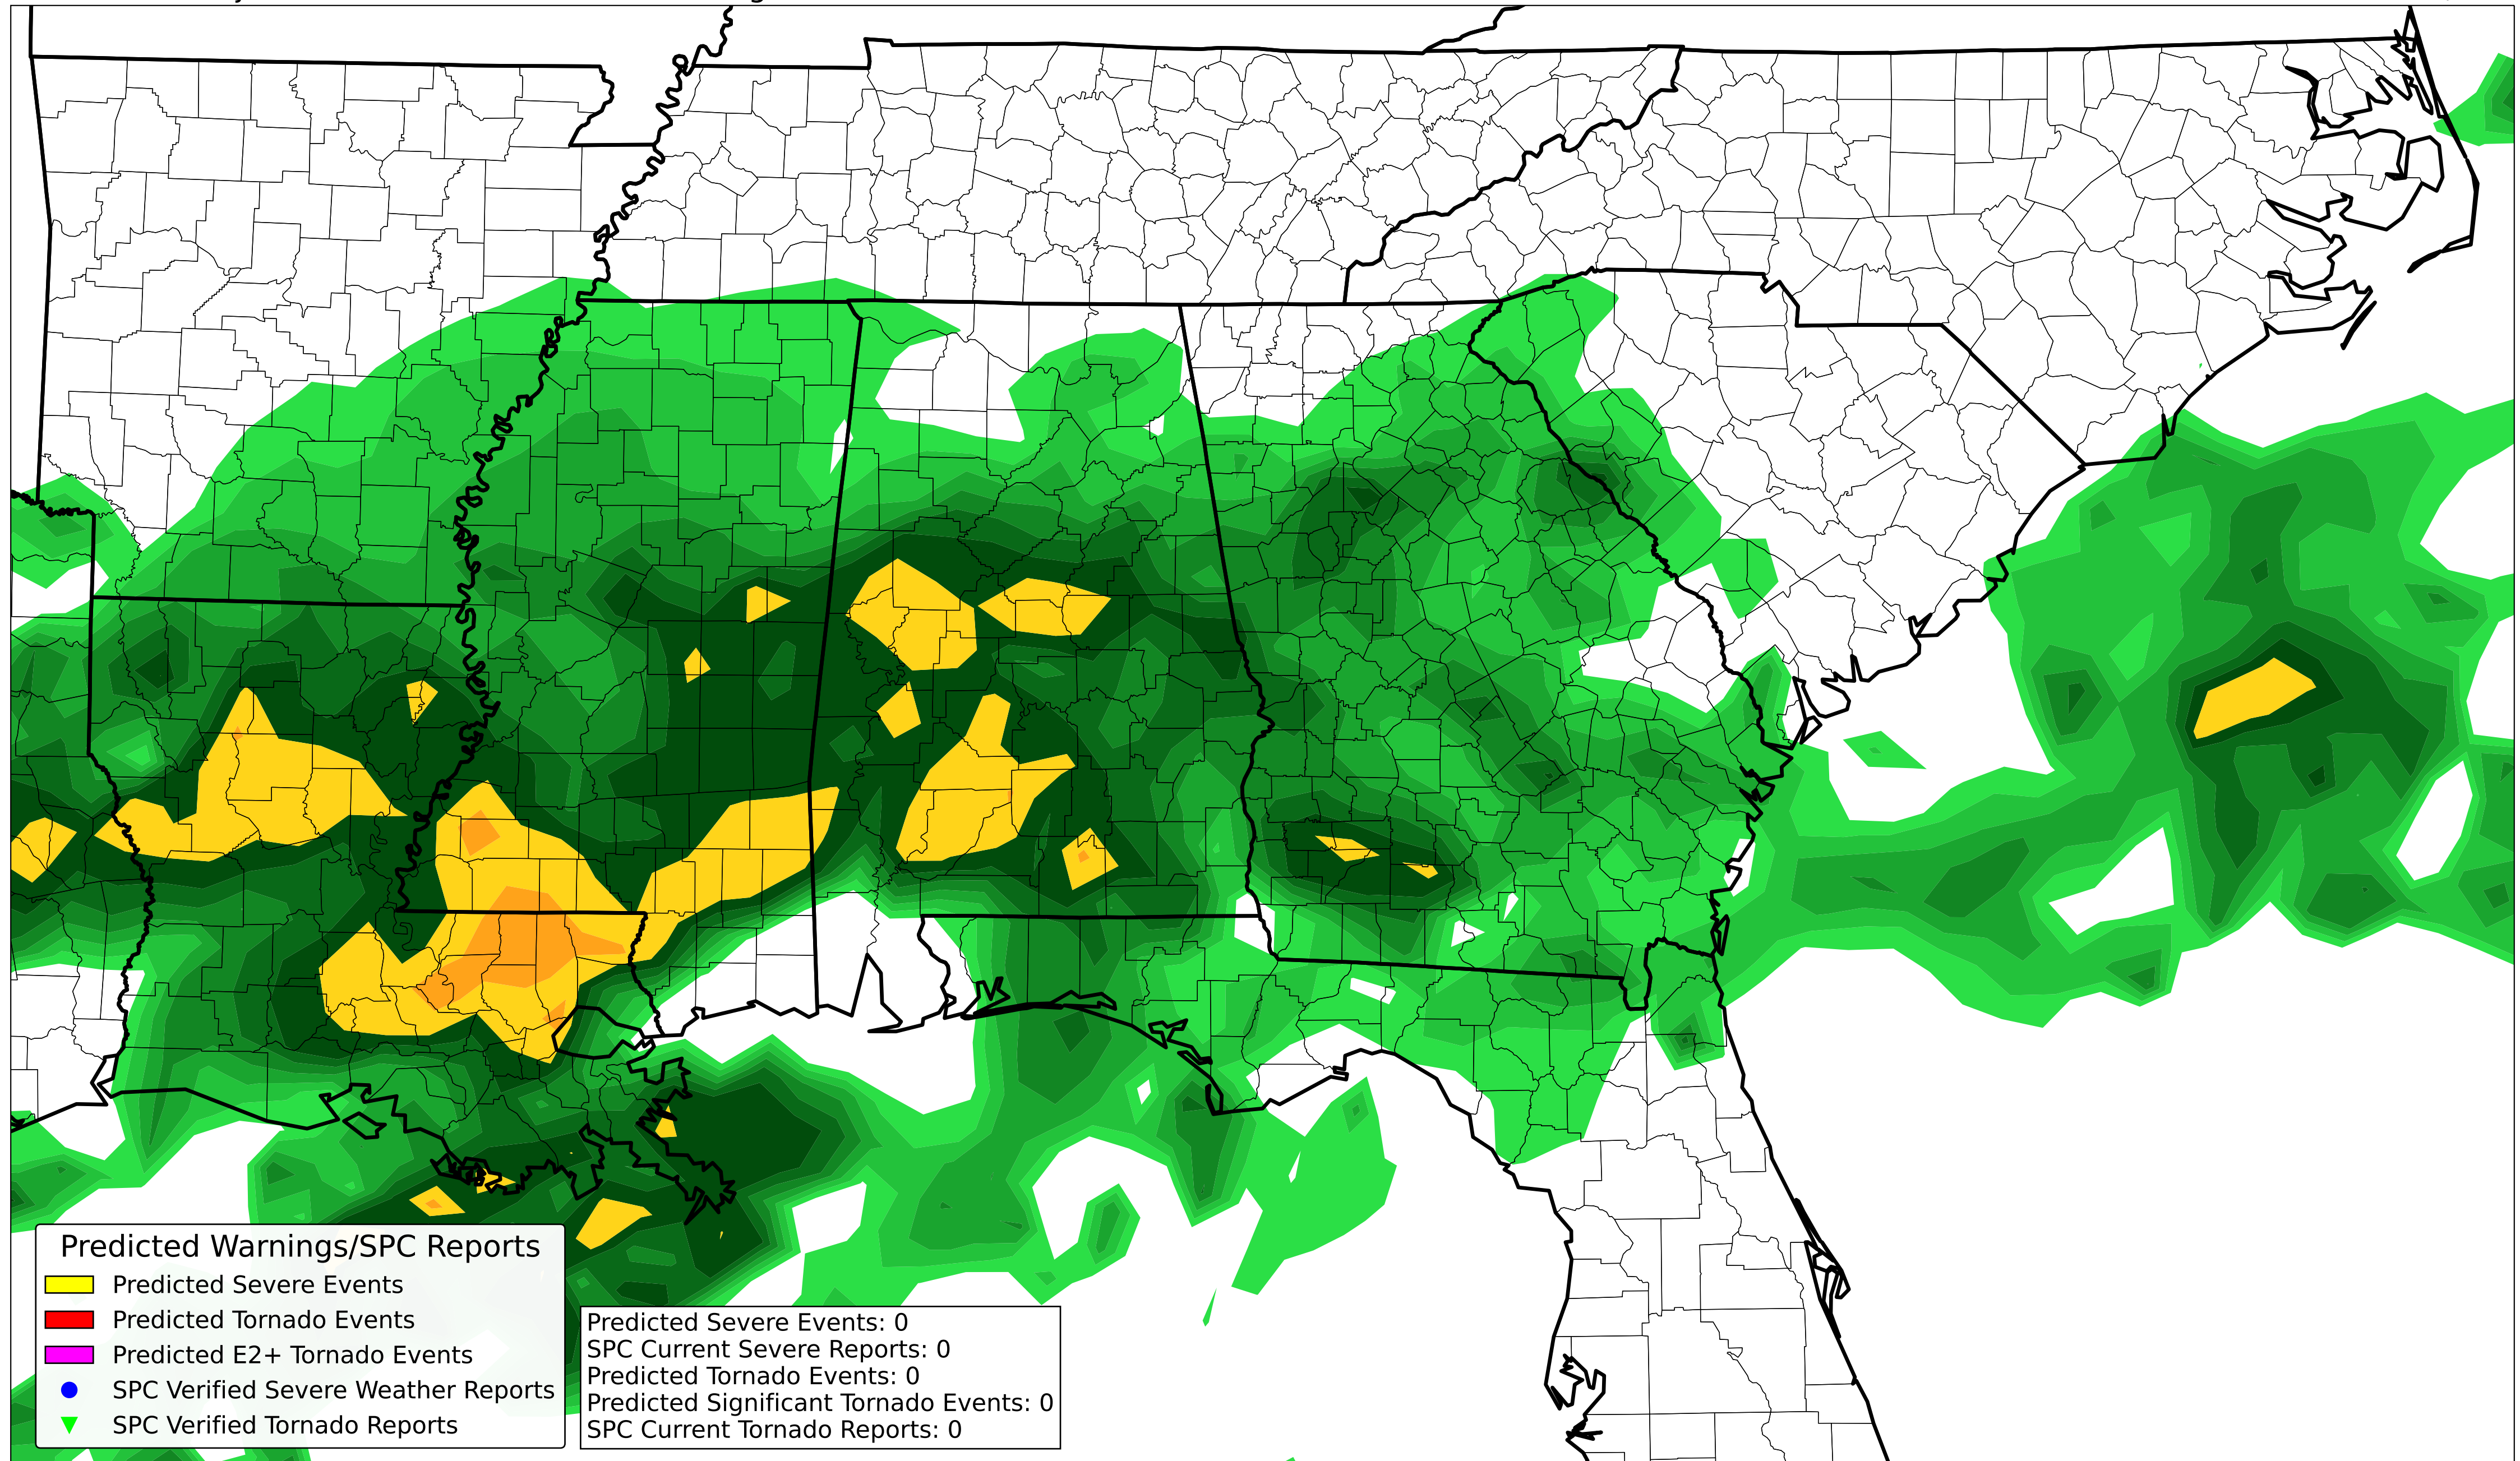 Predicted Warnings/SPC Reports
Predicted Severe Events
Predicted Tornado Events
Predicted E2+ Tornado Events
SPC Verified Severe Weather Reports
SPC Verified Tornado Reports
Predicted Severe Events: 0
SPC Current Severe Reports: 0
Predicted Tornado Events: 0
Predicted Significant Tornado Events: 0
SPC Current Tornado Reports: 0